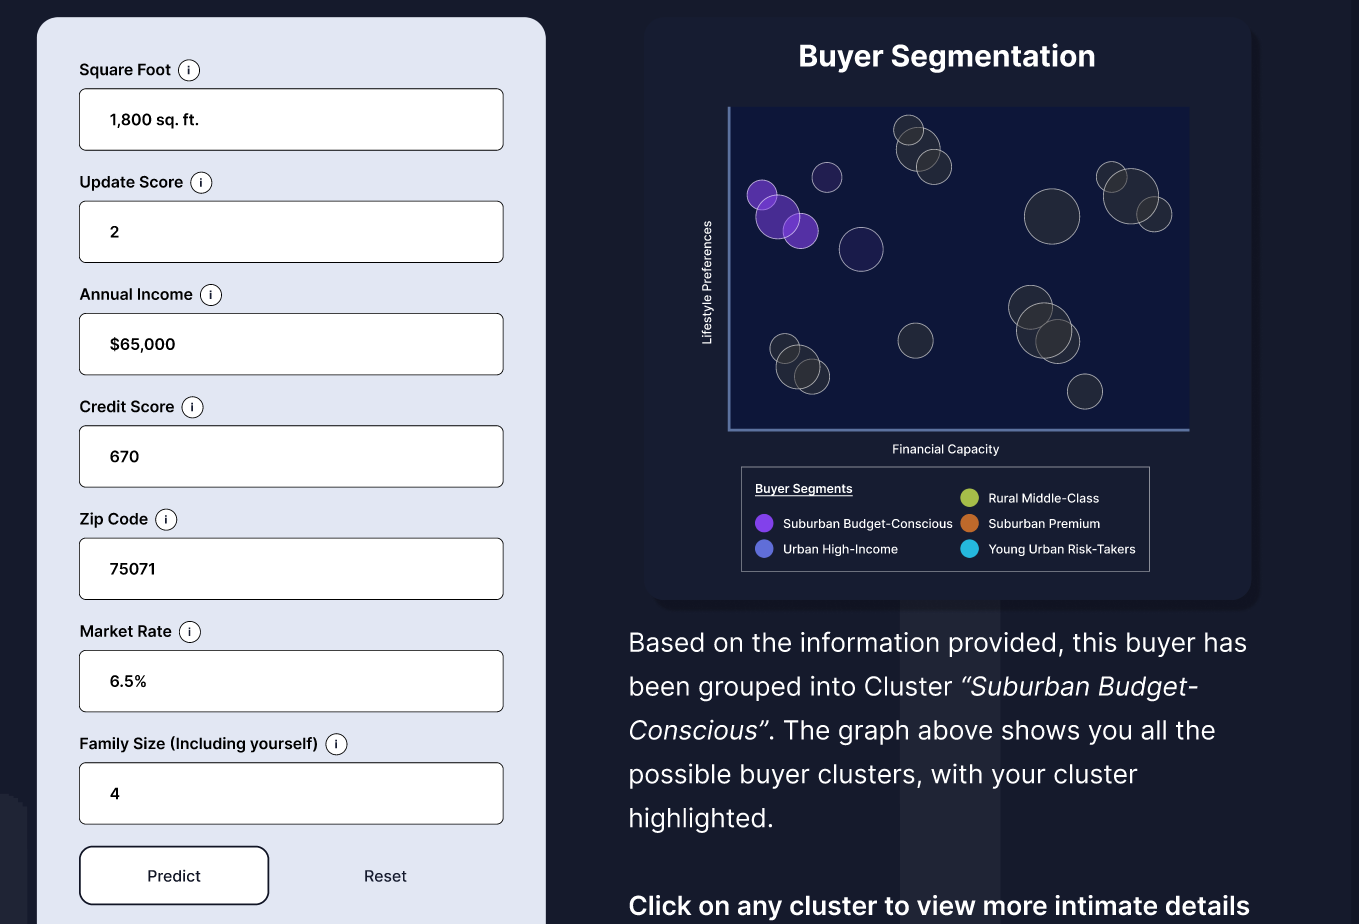 Square Foot i
1,800 sq. ft.
Update Score i
2
Annual Income i
$65,000
Credit Score i
670
Zip Code i
75071
Market Rate i
6.5%
Family Size (Including yourself) i
4
Predict
Reset
Buyer Segmentation
Lifestyle Preferences
Financial Capacity
Buyer Segments
Suburban Budget-Conscious
Urban High-Income
Rural Middle-Class
Suburban Premium
Young Urban Risk-Takers
Based on the information provided, this buyer has
been grouped into Cluster “Suburban Budget-
Conscious”. The graph above shows you all the
possible buyer clusters, with your cluster
highlighted.
Click on any cluster to view more intimate details